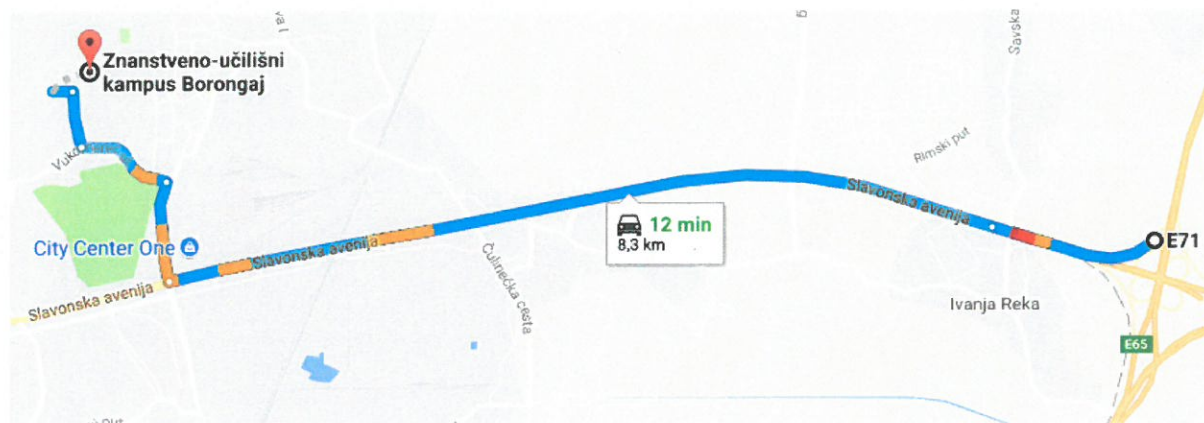 Znanstveno-učilišni
kampus Borongaj
Savska
Rimski put
Slavonska avenija
12 min
8,3 km
E71
City Center One
Slavonska avenija
Čulinečka cesta
Slavonska avenija
Ivanja Reka
E65